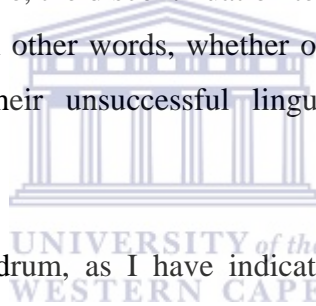 other words, whether o
heir unsuccessful lingu
UNIVERSITY of the
drum, as I have indicat
WESTERN CAPE